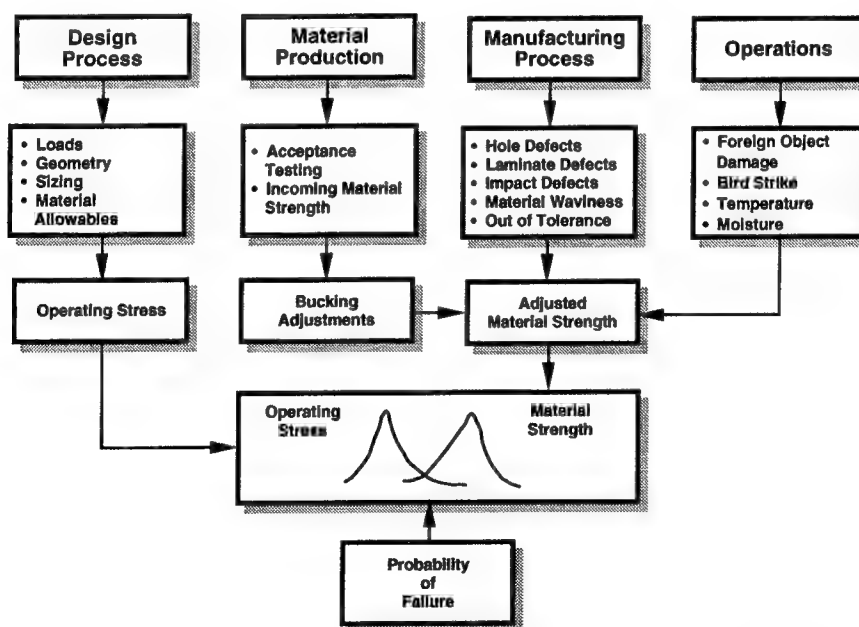 Design
Process
Material
Production
Manufacturing
Process
Operations
• Loads
• Geometry
• Sizing
• Material
Allowables
• Acceptance
Testing
• Incoming Material
Strength
• Hole Defects
• Laminate Defects
• Impact Defects
• Material Waviness
• Out of Tolerance
• Foreign Object
Damage
• Bird Strike
• Temperature
• Moisture
Operating Stress
Bucking
Adjustments
Adjusted
Material Strength
Operating
Stress
Material
Strength
Probability
of
Failure